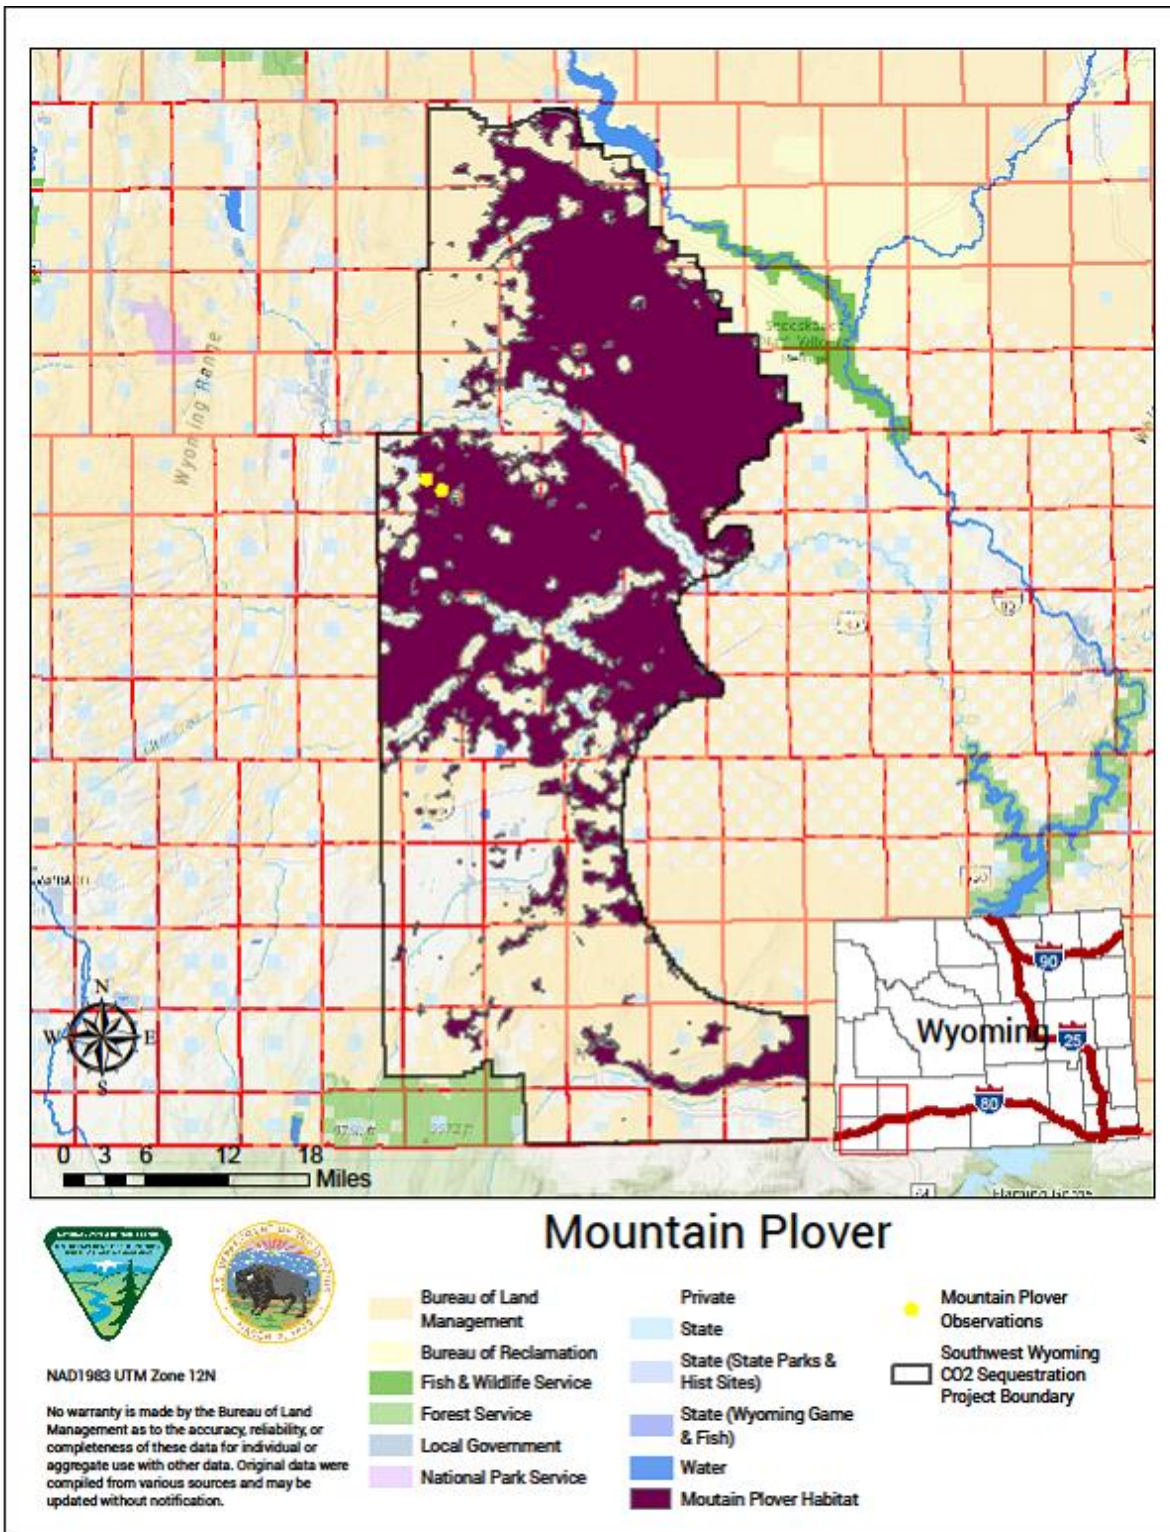 Wyoming Range
N
W
E
S
0 3 6 12 18
Miles
Wyoming
90
25
80
Mountain Plover
NAD1983 UTM Zone 12N
No warranty is made by the Bureau of Land
Management as to the accuracy, reliability, or
completeness of these data for individual or
aggregate use with other data. Original data were
compiled from various sources and may be
updated without notification.
Bureau of Land
Management
Bureau of Reclamation
Fish & Wildlife Service
Forest Service
Local Government
National Park Service
Private
State
State (State Parks &
Hist Sites)
State (Wyoming Game
& Fish)
Water
Moutain Plover Habitat
Mountain Plover
Observations
Southwest Wyoming
CO2 Sequestration
Project Boundary